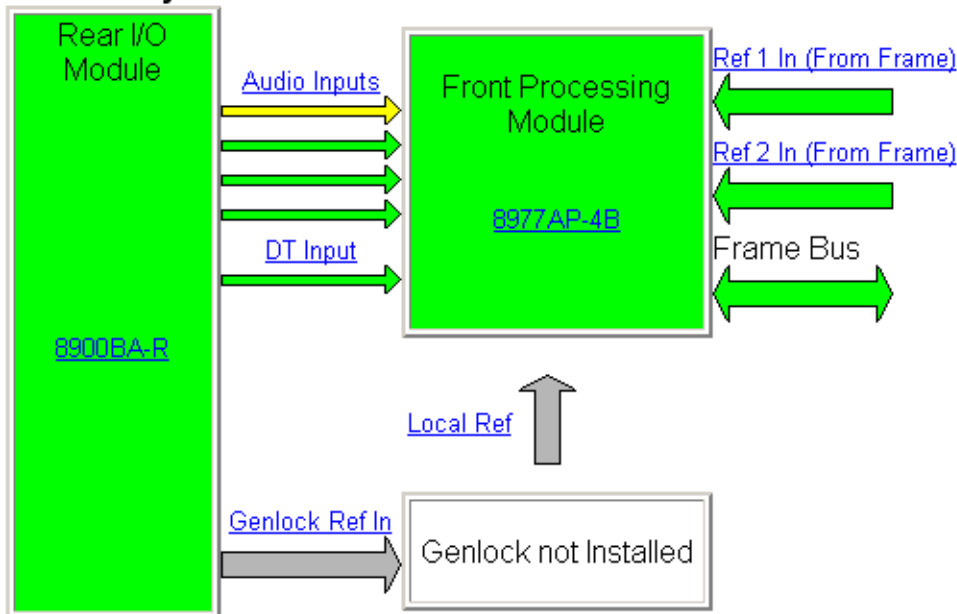 Rear I/O
Module
Audio Inputs
Front Processing
Module
Ref 1 In (From Frame)
Ref 2 In (From Frame)
8977AP-4B
DT Input
Frame Bus
8900BA-R
Local Ref
Genlock Ref In
Genlock not Installed